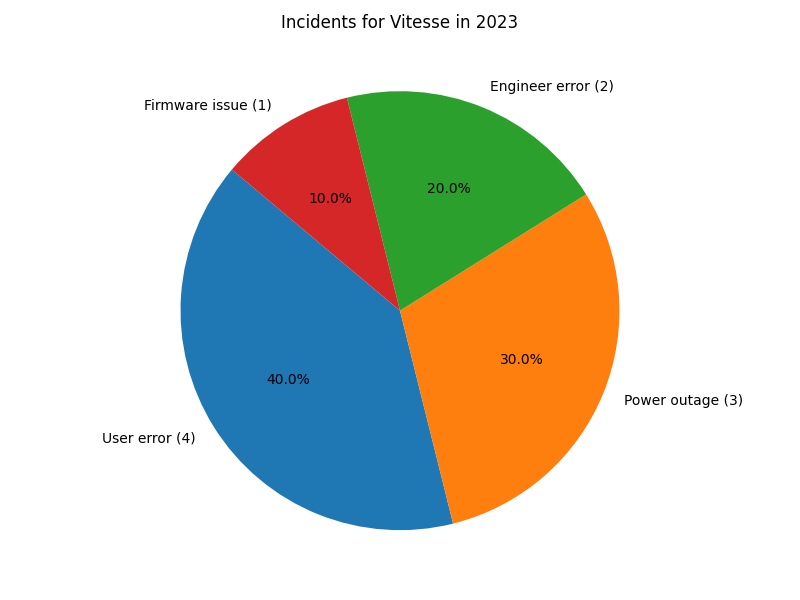 Incidents for Vitesse in 2023
Engineer error (2)
Firmware issue (1)
20.0%
10.0%
30.0%
40.0%
Power outage (3)
User error (4)